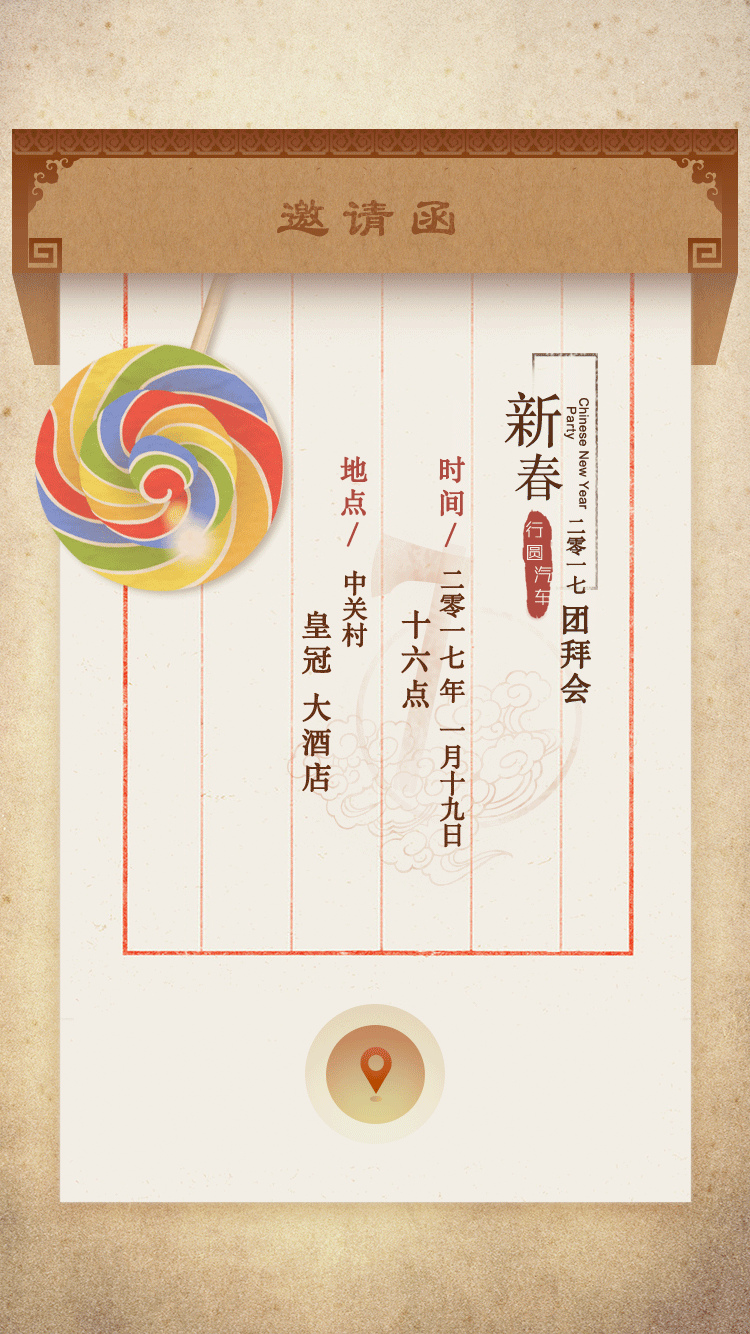 邀请函
Chinese New Year
Party
二零一七 团拜会
新春
行圆汽车
时间/ 二零一七年 一月十九日
十六点
地点/ 中关村
皇冠 大酒店